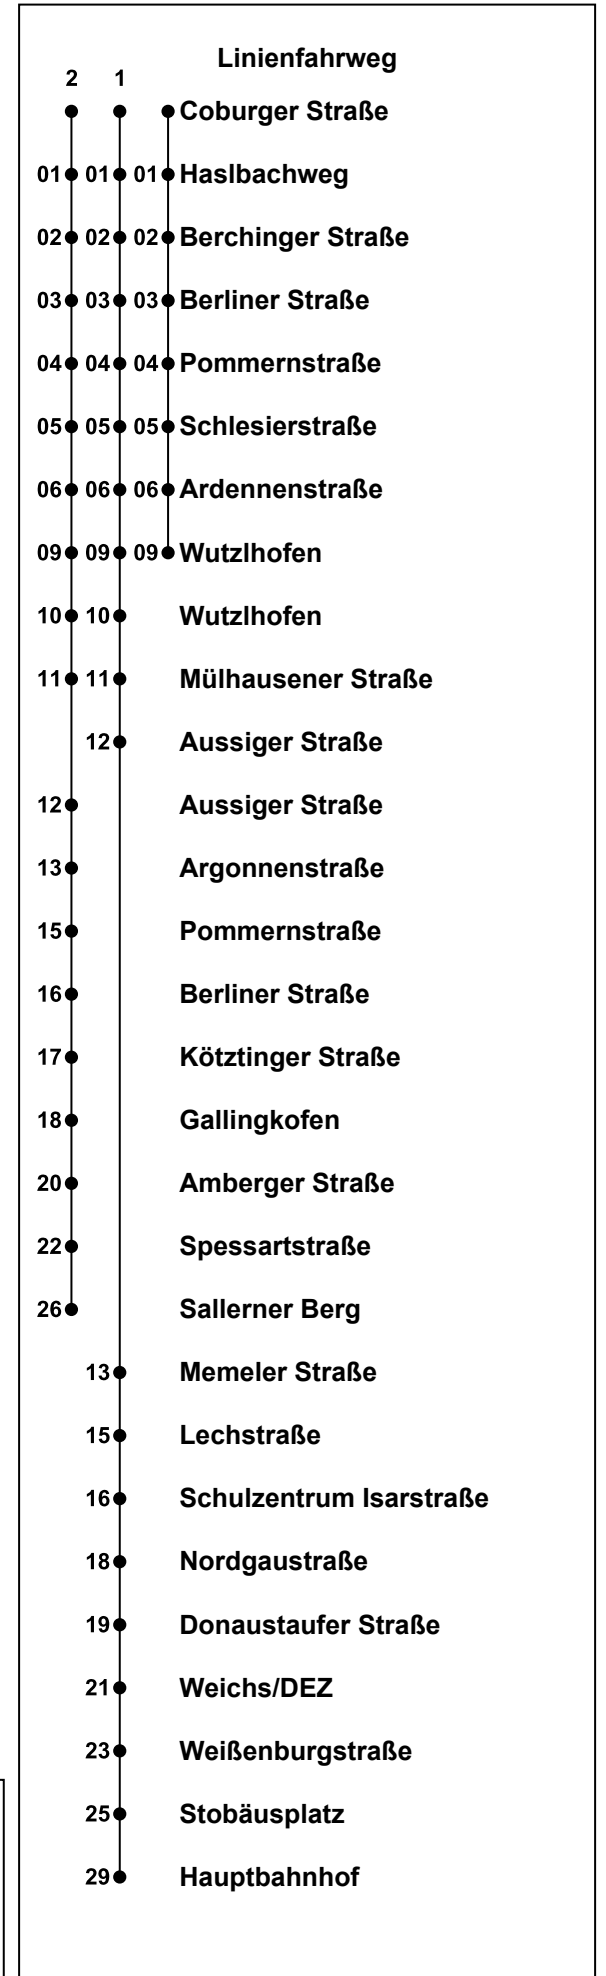 Linienfahrweg
2 1
Coburger Straße
01 01 01 Haslbachweg
02 02 02 Berchinger Straße
03 03 03 Berliner Straße
04 04 04 Pommernstraße
05 05 05 Schlesierstraße
06 06 06 Ardennenstraße
09 09 09 Wutzlhofen
10 10 Wutzlhofen
11 11 Mülhausener Straße
12 Aussiger Straße
12 Aussiger Straße
13 Argonnenstraße
15 Pommernstraße
16 Berliner Straße
17 Kötztinger Straße
18 Gallingkofen
20 Amberger Straße
22 Spessartstraße
26 Sallerner Berg
13 Memeler Straße
15 Lechstraße
16 Schulzentrum Isarstraße
18 Nordgaustraße
19 Donaustaufer Straße
21 Weichs/DEZ
23 Weißenburgstraße
25 Stobäusplatz
29 Hauptbahnhof